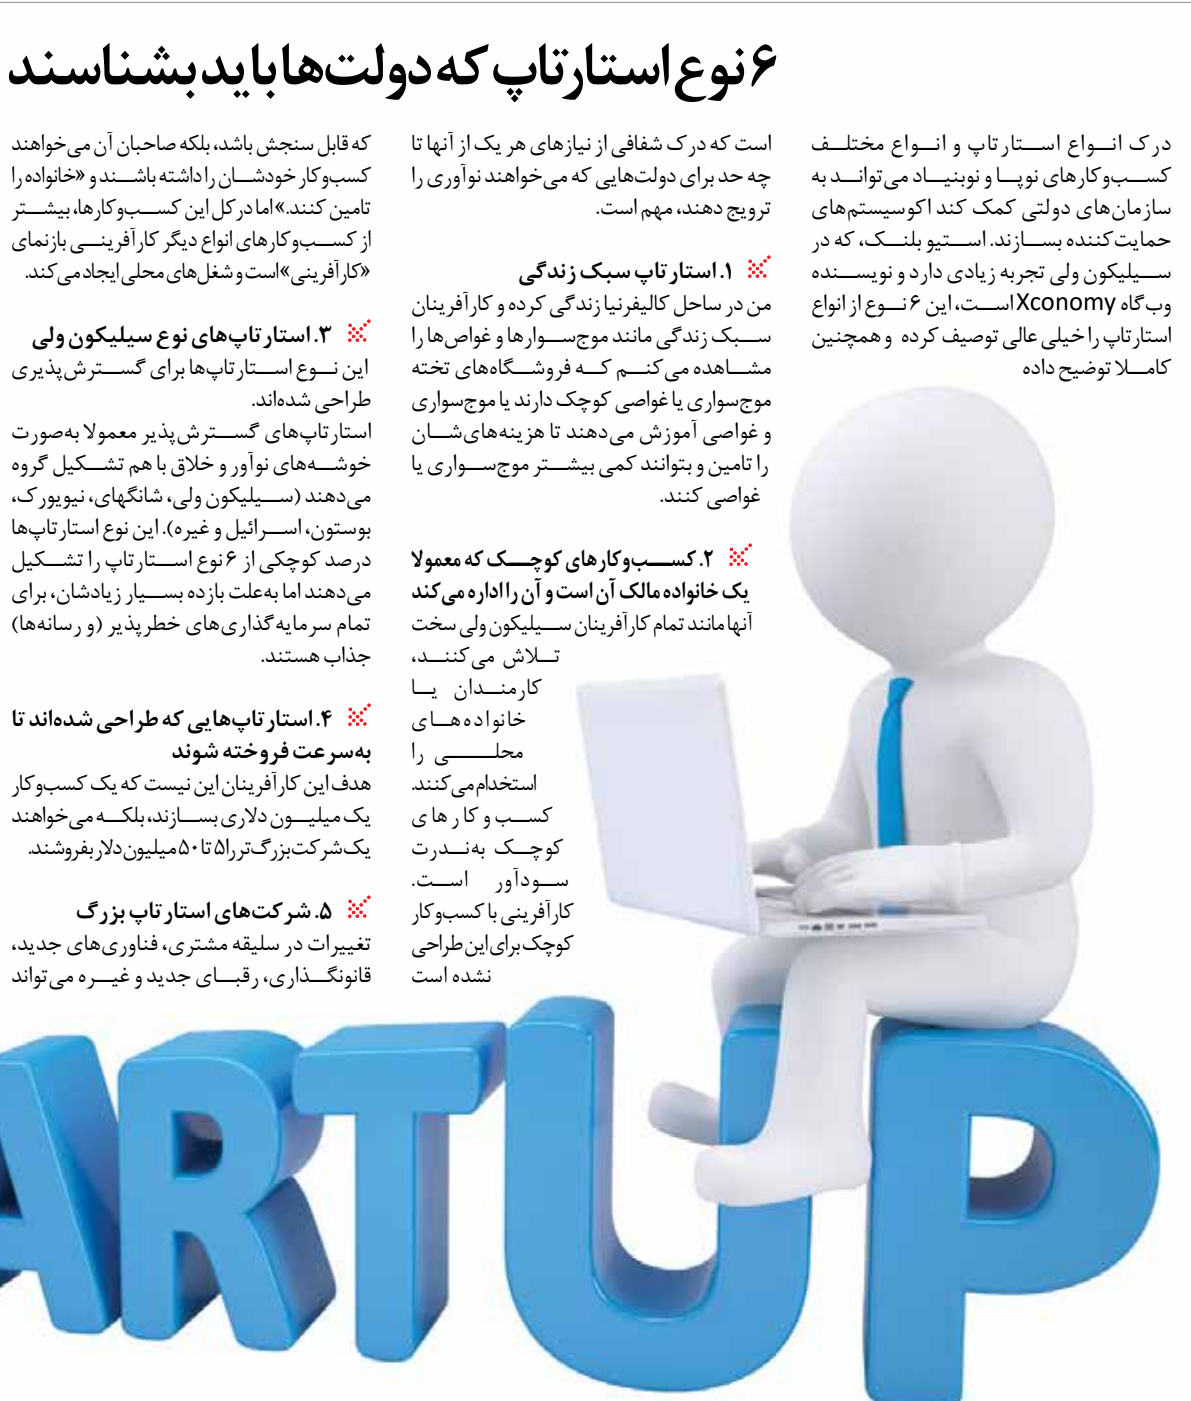 ۶ نوع استارتاپ که دولت‌ها باید بشناسند
درک انواع استارتاپ و انواع مختلف
کسب‌وکارهای نوپا و نوبنیاد می‌تواند به
سازمان‌های دولتی کمک کند اکوسیستم‌های
حمایت‌کننده بسازند. استیو بلنک، که در
سیلیکون ولی تجربه زیادی دارد و نویسنده
وب‌گاه Xconomy است، این ۶ نوع از انواع
استارتاپ را خیلی عالی توصیف کرده و همچنین
کاملا توضیح داده
است که درک شفافی از نیازهای هر یک از آنها تا
چه حد برای دولت‌هایی که می‌خواهند نوآوری را
ترویج دهند، مهم است.
۱. استارتاپ سبک زندگی
من در ساحل کالیفرنیا زندگی کرده و کارآفرینان
سبک زندگی مانند موج‌سوارها و غواص‌ها را
مشاهده می‌کنم که فروشگاه‌های تخته
موج‌سواری یا غواصی کوچک دارند یا موج‌سواری
و غواصی آموزش می‌دهند تا هزینه‌های‌شان
را تامین و بتوانند کمی بیشتر موج‌سواری یا
غواصی کنند.
۲. کسب‌وکارهای کوچک که معمولا
یک خانواده مالک آن است و آن را اداره می‌کند
آنها مانند تمام کارآفرینان سیلیکون ولی سخت
تلاش می‌کنند،
کارمندان یا
خانواده‌های
محلی را
استخدام می‌کنند.
کسب و کارهای
کوچک به‌ندرت
سودآور است.
کارآفرینی با کسب‌وکار
کوچک برای این طراحی
نشده است
که قابل سنجش باشد، بلکه صاحبان آن می‌خواهند
کسب‌وکار خودشان را داشته باشند و «خانواده را
تامین کنند.» اما در کل این کسب‌وکارها، بیشتر
از کسب‌وکارهای انواع دیگر کارآفرینی بازنمای
«کارآفرینی» است و شغل‌های محلی ایجاد می‌کند.
۳. استارتاپ‌های نوع سیلیکون ولی
این نوع استارتاپ‌ها برای گسترش‌پذیری
طراحی شده‌اند.
استارتاپ‌های گسترش‌پذیر معمولا به‌صورت
خوشه‌های نوآور و خلاق با هم تشکیل گروه
می‌دهند (سیلیکون ولی، شانگهای، نیویورک،
بوستون، اسرائیل و غیره). این نوع استارتاپ‌ها
درصد کوچکی از ۶ نوع استارتاپ را تشکیل
می‌دهند اما به‌علت بازده بسیار زیادشان، برای
تمام سرمایه‌گذاری‌های خطرپذیر (و رسانه‌ها)
جذاب هستند.
۴. استارتاپ‌هایی که طراحی شده‌اند تا
به‌سرعت فروخته شوند
هدف این کارآفرینان این نیست که یک کسب‌وکار
یک میلیون دلاری بسازند، بلکه می‌خواهند
یک شرکت بزرگ‌تر را ۵ تا ۵۰ میلیون دلار بفروشند.
۵. شرکت‌های استارتاپ بزرگ
تغییرات در سلیقه مشتری، فناوری‌های جدید،
قانونگذاری، رقبای جدید و غیره می‌تواند
ARTUP